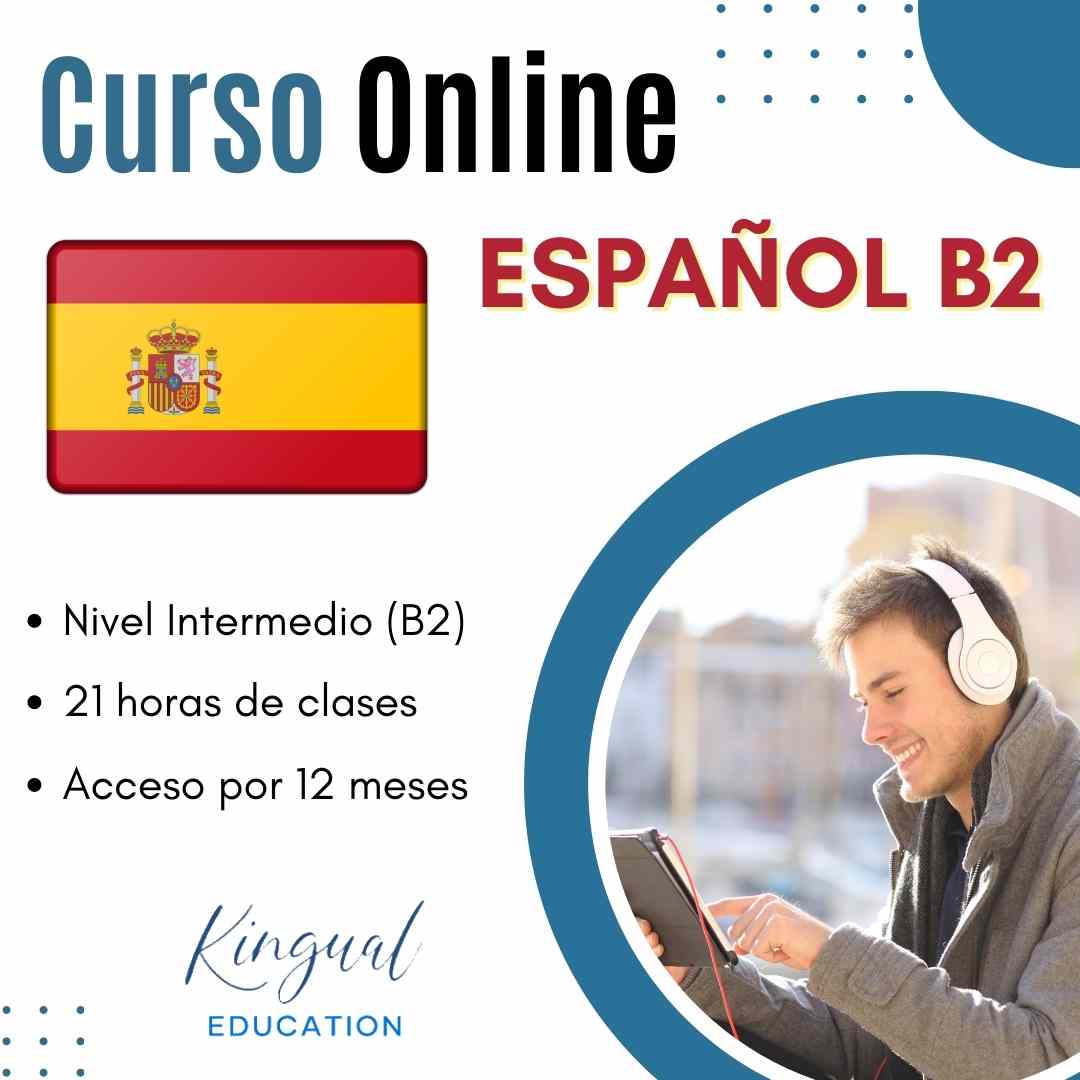 Curso Online
ESPAÑOL B2
• Nivel Intermedio (B2)
• 21 horas de clases
• Acceso por 12 meses
Kingual
EDUCATION